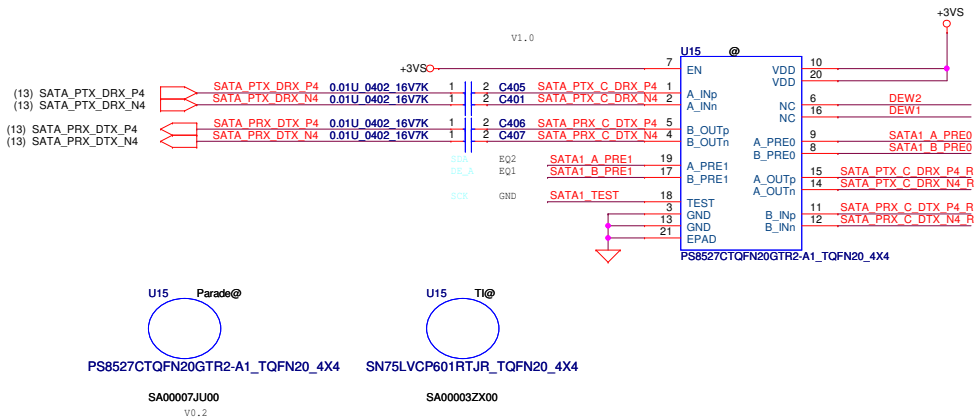 +3VS
V1.0
U15 @
+3VS 7 EN VDD 10
VDD 20
(13) SATA_PTX_DRX_P4 SATA_PTX_DRX_P4 0.01U_0402_16V7K 1 2 C405 SATA_PTX_C_DRX_P4 1 A_INp
(13) SATA_PTX_DRX_N4 SATA_PTX_DRX_N4 0.01U_0402_16V7K 1 2 C401 SATA_PTX_C_DRX_N4 2 A_INn
NC 6 DEW2
NC 16 DEW1
(13) SATA_PRX_DTX_P4 SATA_PRX_DTX_P4 0.01U_0402_16V7K 1 2 C406 SATA_PRX_C_DTX_P4 5 B_OUTp
(13) SATA_PRX_DTX_N4 SATA_PRX_DTX_N4 0.01U_0402_16V7K 1 2 C407 SATA_PRX_C_DTX_N4 4 B_OUTn
A_PRE0 9 SATA1_A_PRE0
B_PRE0 8 SATA1_B_PRE0
SDA EQ2 SATA1_A_PRE1 19 A_PRE1
EQ1 SATA1_B_PRE1 17 B_PRE1
A_OUTp 15 SATA_PTX_C_DRX_P4_R
A_OUTn 14 SATA_PTX_C_DRX_N4_R
SCK GND SATA1_TEST 18 TEST
3 GND B_INp 11 SATA_PRX_C_DTX_P4_R
13 GND B_INn 12 SATA_PRX_C_DTX_N4_R
21 EPAD
PS8527CTQFN20GTR2-A1_TQFN20_4X4
U15 Parade@
PS8527CTQFN20GTR2-A1_TQFN20_4X4
SA00007JU00
V0.2
U15 TI@
SN75LVCP601RTJR_TQFN20_4X4
SA00003ZX00